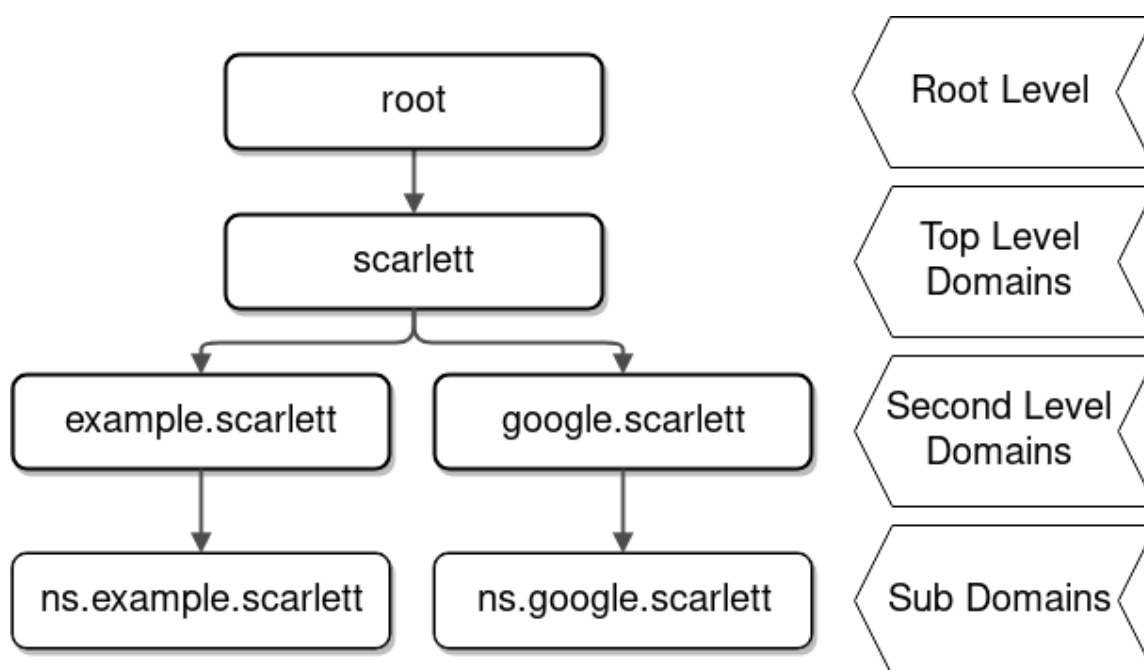 root
Root Level
scarlett
Top Level
Domains
example.scarlett
google.scarlett
Second Level
Domains
ns.example.scarlett
ns.google.scarlett
Sub Domains